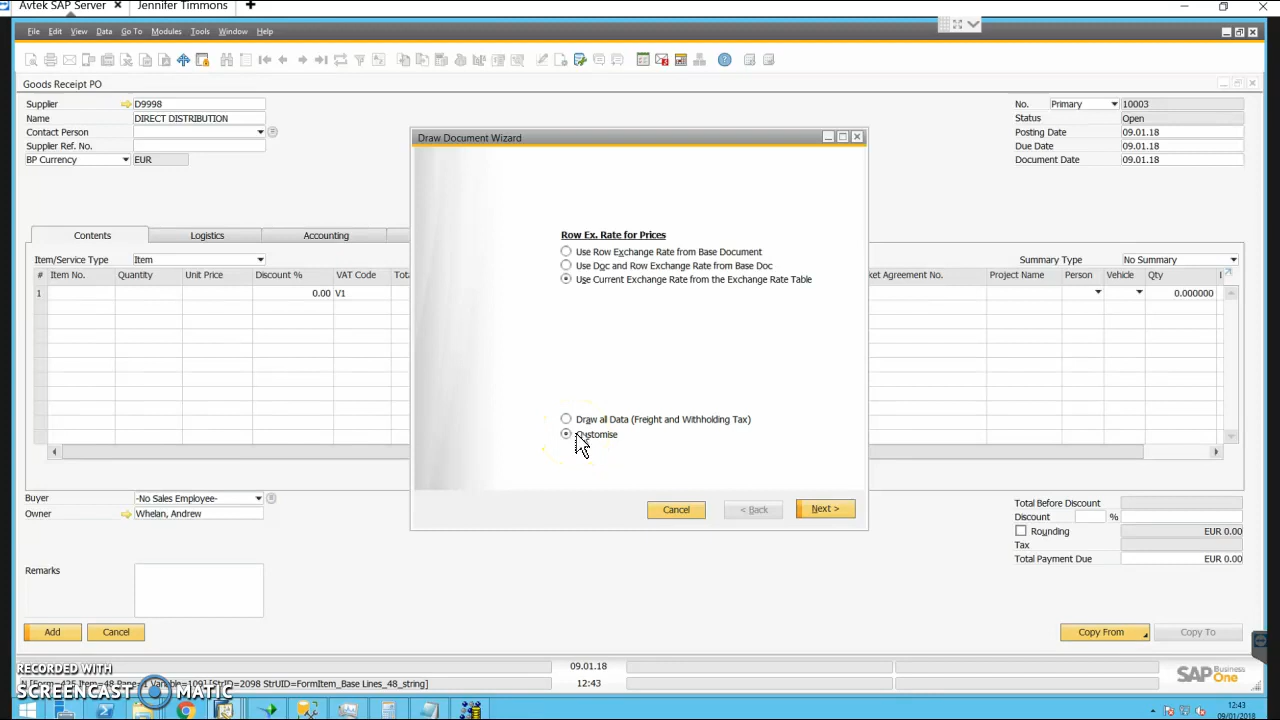 Avtek SAP Server
Jennifer Timmons
File Edit View Data Go To Modules Tools Window Help
Goods Receipt PO
Supplier D9998
Name DIRECT DISTRIBUTION
Contact Person
Supplier Ref. No.
BP Currency EUR
No. Primary 10003
Status Open
Posting Date 09.01.18
Due Date 09.01.18
Document Date 09.01.18
Draw Document Wizard
Row Ex. Rate for Prices
Use Row Exchange Rate from Base Document
Use Doc and Row Exchange Rate from Base Doc
Use Current Exchange Rate from the Exchange Rate Table
Draw all Data (Freight and Withholding Tax)
Customise
Cancel < Back Next >
Contents Logistics Accounting
Item/Service Type Item
Summary Type No Summary
# Item No. Quantity Unit Price Discount % VAT Code Agreement No. Project Name Person Vehicle Qty
1 0.00 V1 0.000000
Buyer -No Sales Employee-
Owner Whelan, Andrew
Total Before Discount
Discount %
Rounding EUR 0.00
Tax
Total Payment Due EUR 0.00
Remarks
Add Cancel
Copy From Copy To
RECORDED WITH
SCREENCAST MATIC
09.01.18
12:43
StrID=2098 StrUID=FormItem_Base Lines_48_string]
SAP Business One
12:43
09/01/2018